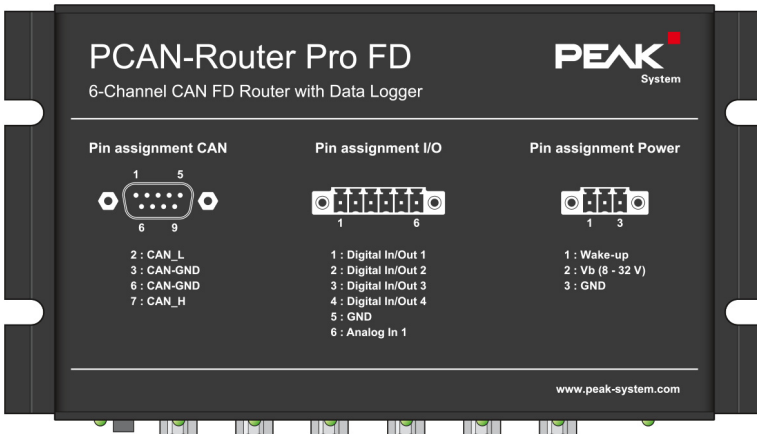 PCAN-Router Pro FD
PEAK
System
6-Channel CAN FD Router with Data Logger
Pin assignment CAN
1 5
6 9
2 : CAN_L
3 : CAN-GND
6 : CAN-GND
7 : CAN_H
Pin assignment I/O
1 6
1 : Digital In/Out 1
2 : Digital In/Out 2
3 : Digital In/Out 3
4 : Digital In/Out 4
5 : GND
6 : Analog In 1
Pin assignment Power
1 3
1 : Wake-up
2 : Vb (8 - 32 V)
3 : GND
www.peak-system.com